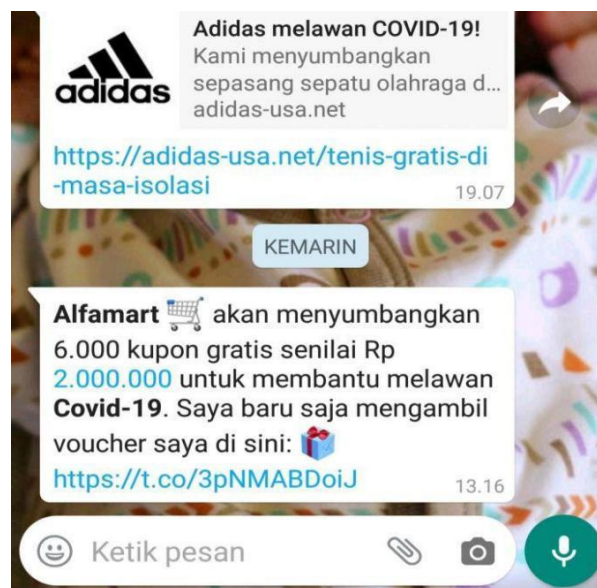 adidas
Adidas melawan COVID-19!
Kami menyumbangkan
sepasang sepatu olahraga d...
adidas-usa.net
https://adidas-usa.net/tenis-gratis-di
-masa-isolasi
19.07
KEMARIN
Alfamart 🛒 akan menyumbangkan
6.000 kupon gratis senilai Rp
2.000.000 untuk membantu melawan
Covid-19. Saya baru saja mengambil
voucher saya di sini: 🎁
https://t.co/3pNMABDoiJ
13.16
Ketik pesan